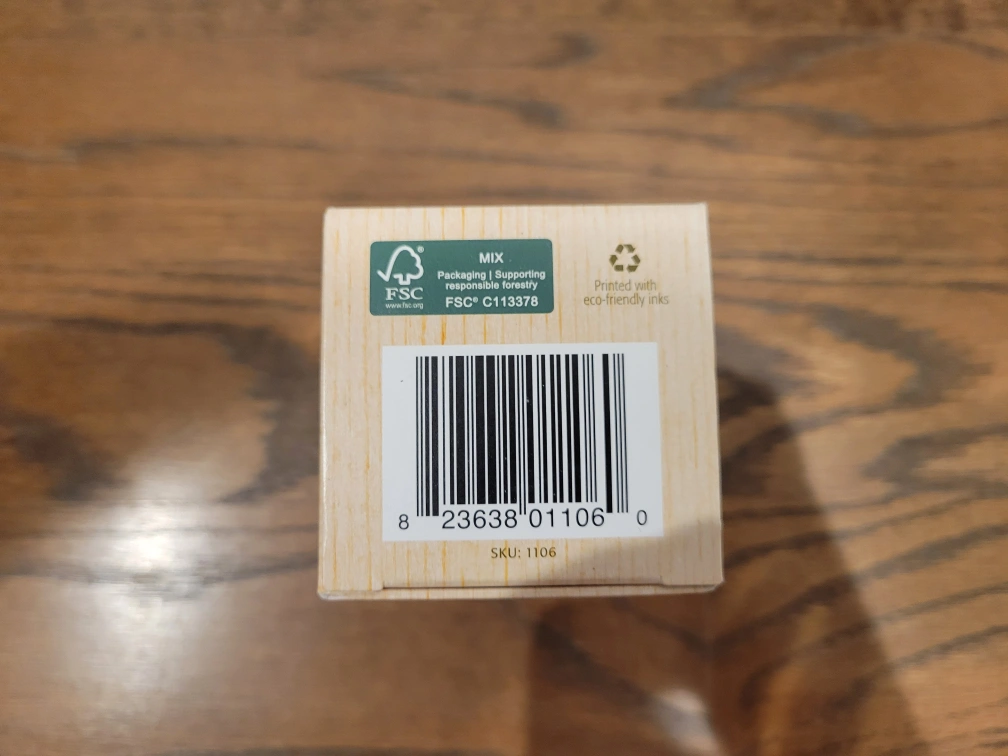 FSC®
www.fsc.org
MIX
Packaging | Supporting
responsible forestry
FSC® C113378
Printed with
eco-friendly inks
8 23638 01106 0
SKU: 1106